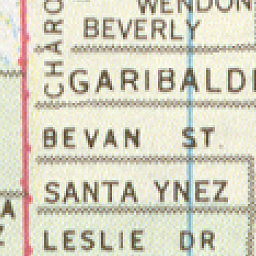 WENDON
BEVERLY
CHARO
GARIBALDI
BEVAN ST.
SANTA YNEZ
LESLIE DR